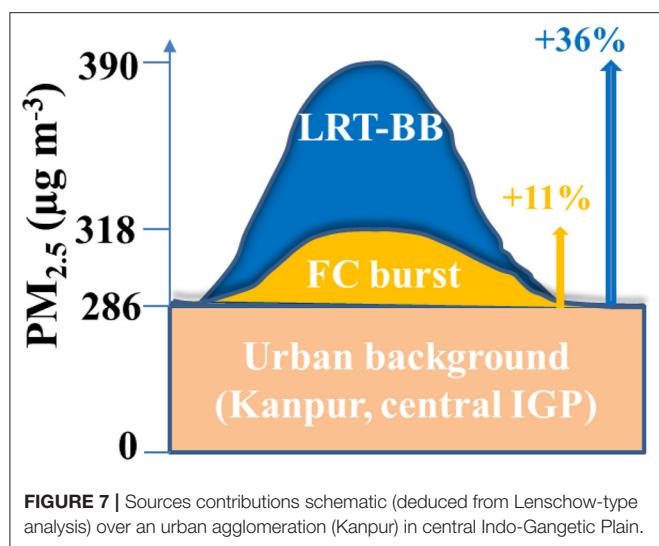 PM2.5 (µg m-3)
390
318
286
0
+36%
LRT-BB
+11%
FC burst
Urban background
(Kanpur, central IGP)
FIGURE 7 | Sources contributions schematic (deduced from Lenschow-type
analysis) over an urban agglomeration (Kanpur) in central Indo-Gangetic Plain.